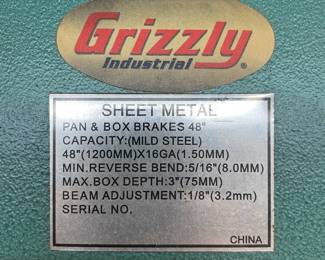 Grizzly
Industrial
SHEET METAL
PAN & BOX BRAKES 48"
CAPACITY:(MILD STEEL)
48"(1200MM)X16GA(1.50MM)
MIN.REVERSE BEND:5/16"(8.0MM)
MAX.BOX DEPTH:3"(75MM)
BEAM ADJUSTMENT:1/8"(3.2mm)
SERIAL NO.
CHINA